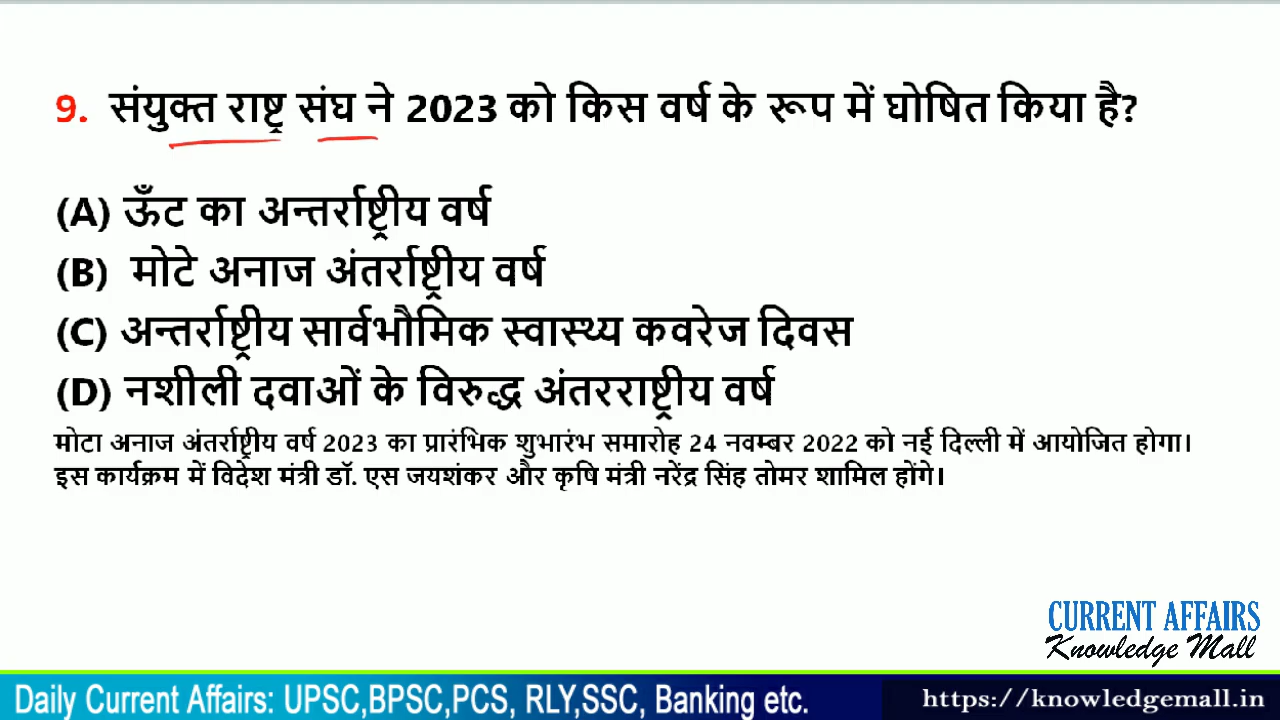 9. संयुक्त राष्ट्र संघ ने 2023 को किस वर्ष के रूप में घोषित किया है?
(A) ऊँट का अन्तर्राष्ट्रीय वर्ष
(B) मोटे अनाज अंतर्राष्ट्रीय वर्ष
(C) अन्तर्राष्ट्रीय सार्वभौमिक स्वास्थ्य कवरेज दिवस
(D) नशीली दवाओं के विरुद्ध अंतरराष्ट्रीय वर्ष
मोटा अनाज अंतर्राष्ट्रीय वर्ष 2023 का प्रारंभिक शुभारंभ समारोह 24 नवम्बर 2022 को नई दिल्ली में आयोजित होगा।
इस कार्यक्रम में विदेश मंत्री डॉ. एस जयशंकर और कृषि मंत्री नरेंद्र सिंह तोमर शामिल होंगे।
CURRENT AFFAIRS
Knowledge Mall
Daily Current Affairs: UPSC,BPSC,PCS, RLY,SSC, Banking etc.
https://knowledgemall.in